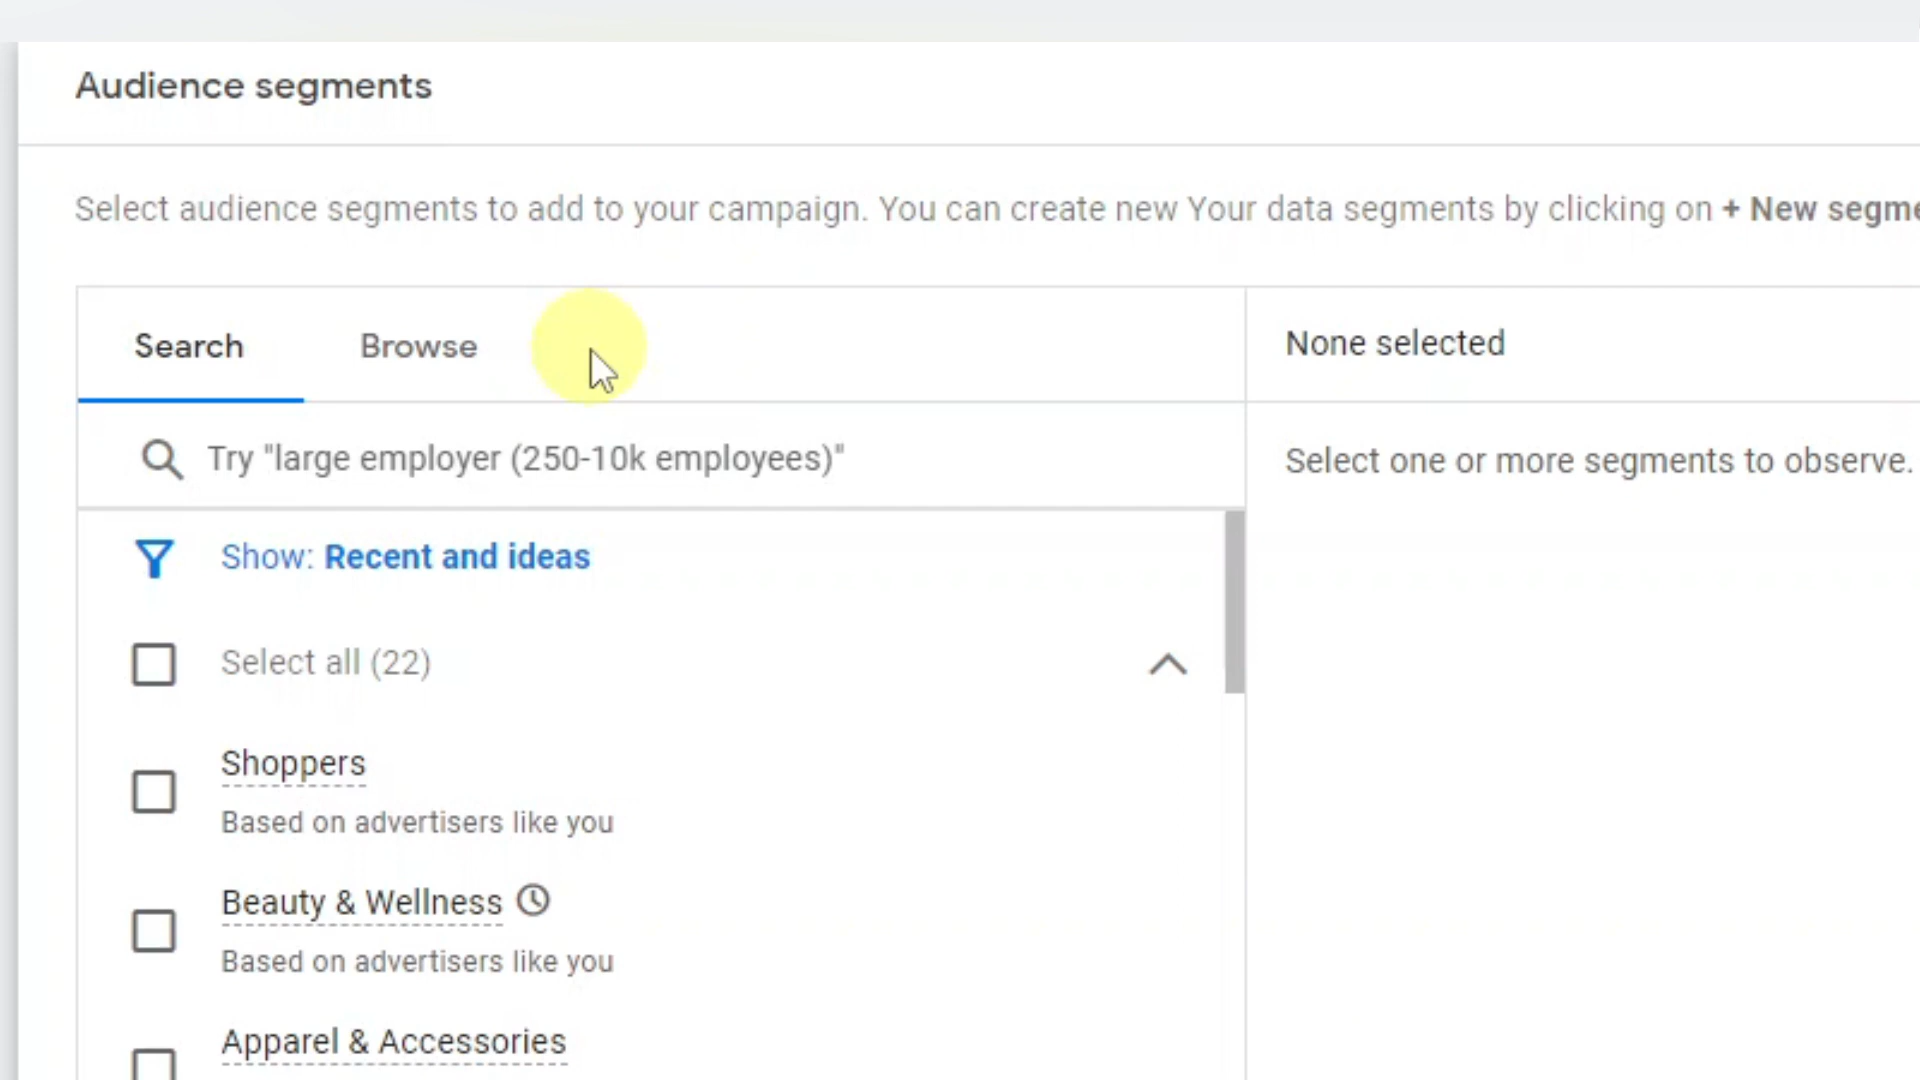 Audience segments
Select audience segments to add to your campaign. You can create new Your data segments by clicking on + New
Search
Browse
None selected
Try "large employer (250-10k employees)"
Select one or more segments to observe.
Show: Recent and ideas
Select all (22)
Shoppers
Based on advertisers like you
Beauty & Wellness
Based on advertisers like you
Apparel & Accessories